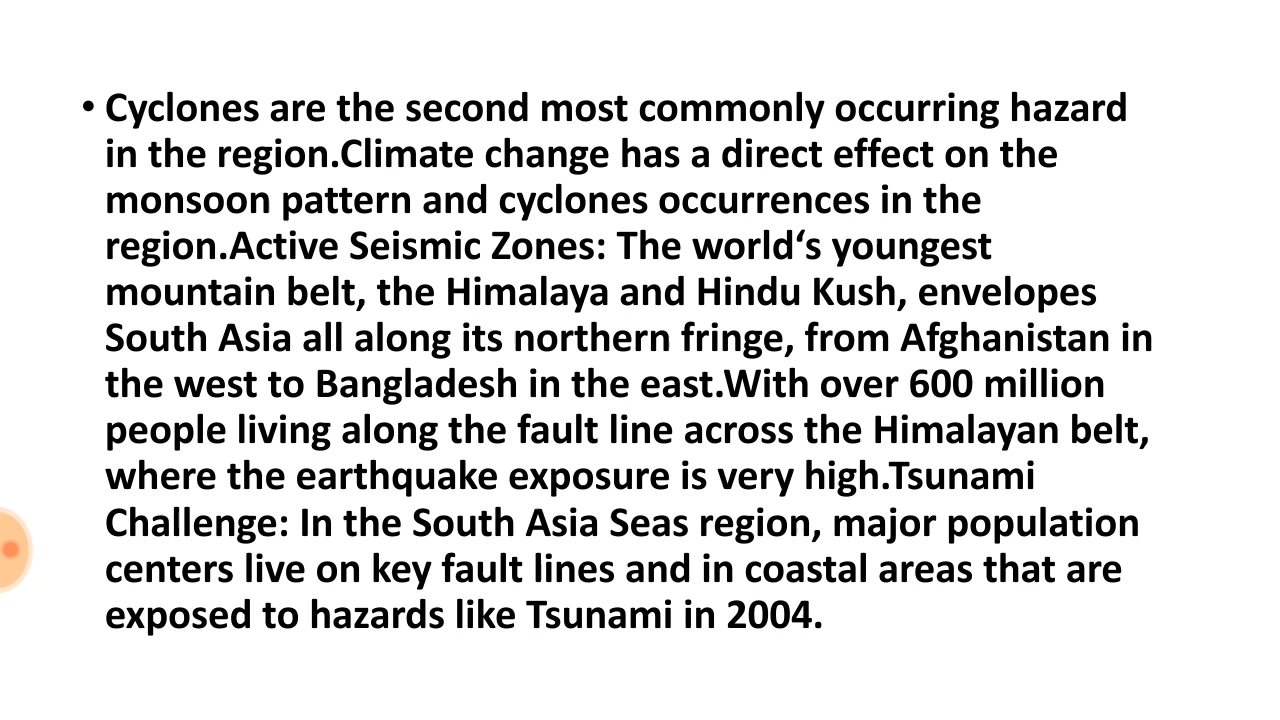 • Cyclones are the second most commonly occurring hazard
in the region.Climate change has a direct effect on the
monsoon pattern and cyclones occurrences in the
region.Active Seismic Zones: The world‘s youngest
mountain belt, the Himalaya and Hindu Kush, envelopes
South Asia all along its northern fringe, from Afghanistan in
the west to Bangladesh in the east.With over 600 million
people living along the fault line across the Himalayan belt,
where the earthquake exposure is very high.Tsunami
Challenge: In the South Asia Seas region, major population
centers live on key fault lines and in coastal areas that are
exposed to hazards like Tsunami in 2004.